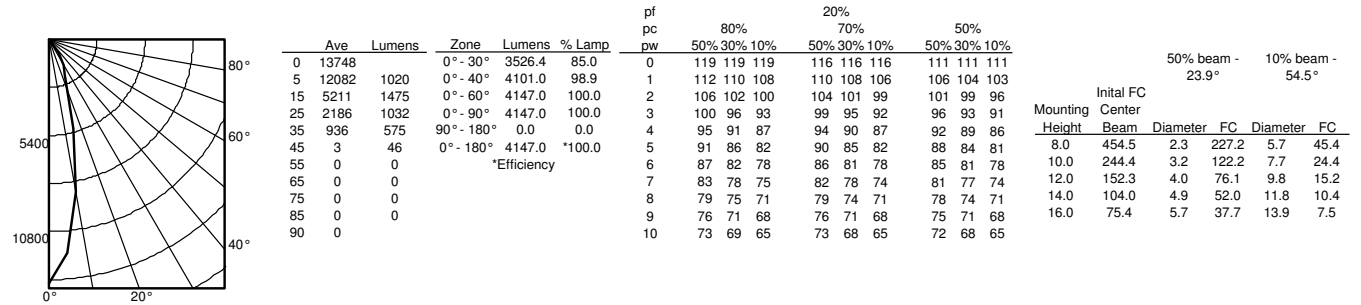 5400
10800
80°
60°
40°
0° 20°
Ave Lumens
0 13748
5 12082 1020
15 5211 1475
25 2186 1032
35 936 575
45 3 46
55 0 0
65 0 0
75 0 0
85 0 0
90 0
Zone Lumens % Lamp
0° - 30° 3526.4 85.0
0° - 40° 4101.0 98.9
0° - 60° 4147.0 100.0
0° - 90° 4147.0 100.0
90° - 180° 0.0 0.0
0° - 180° 4147.0 *100.0
*Efficiency
pf 20%
pc 80% 70% 50%
pw 50% 30% 10% 50% 30% 10% 50% 30% 10%
0 119 119 119 116 116 116 111 111 111
1 112 110 108 110 108 106 106 104 103
2 106 102 100 104 101 99 101 99 96
3 100 96 93 99 95 92 96 93 91
4 95 91 87 94 90 87 92 89 86
5 91 86 82 90 85 82 88 84 81
6 87 82 78 86 81 78 85 81 78
7 83 78 75 82 78 74 81 77 74
8 79 75 71 79 74 71 78 74 71
9 76 71 68 76 71 68 75 71 68
10 73 69 65 73 68 65 72 68 65
50% beam - 10% beam -
23.9° 54.5°
Inital FC
Mounting Center
Height Beam Diameter FC Diameter FC
8.0 454.5 2.3 227.2 5.7 45.4
10.0 244.4 3.2 122.2 7.7 24.4
12.0 152.3 4.0 76.1 9.8 15.2
14.0 104.0 4.9 52.0 11.8 10.4
16.0 75.4 5.7 37.7 13.9 7.5